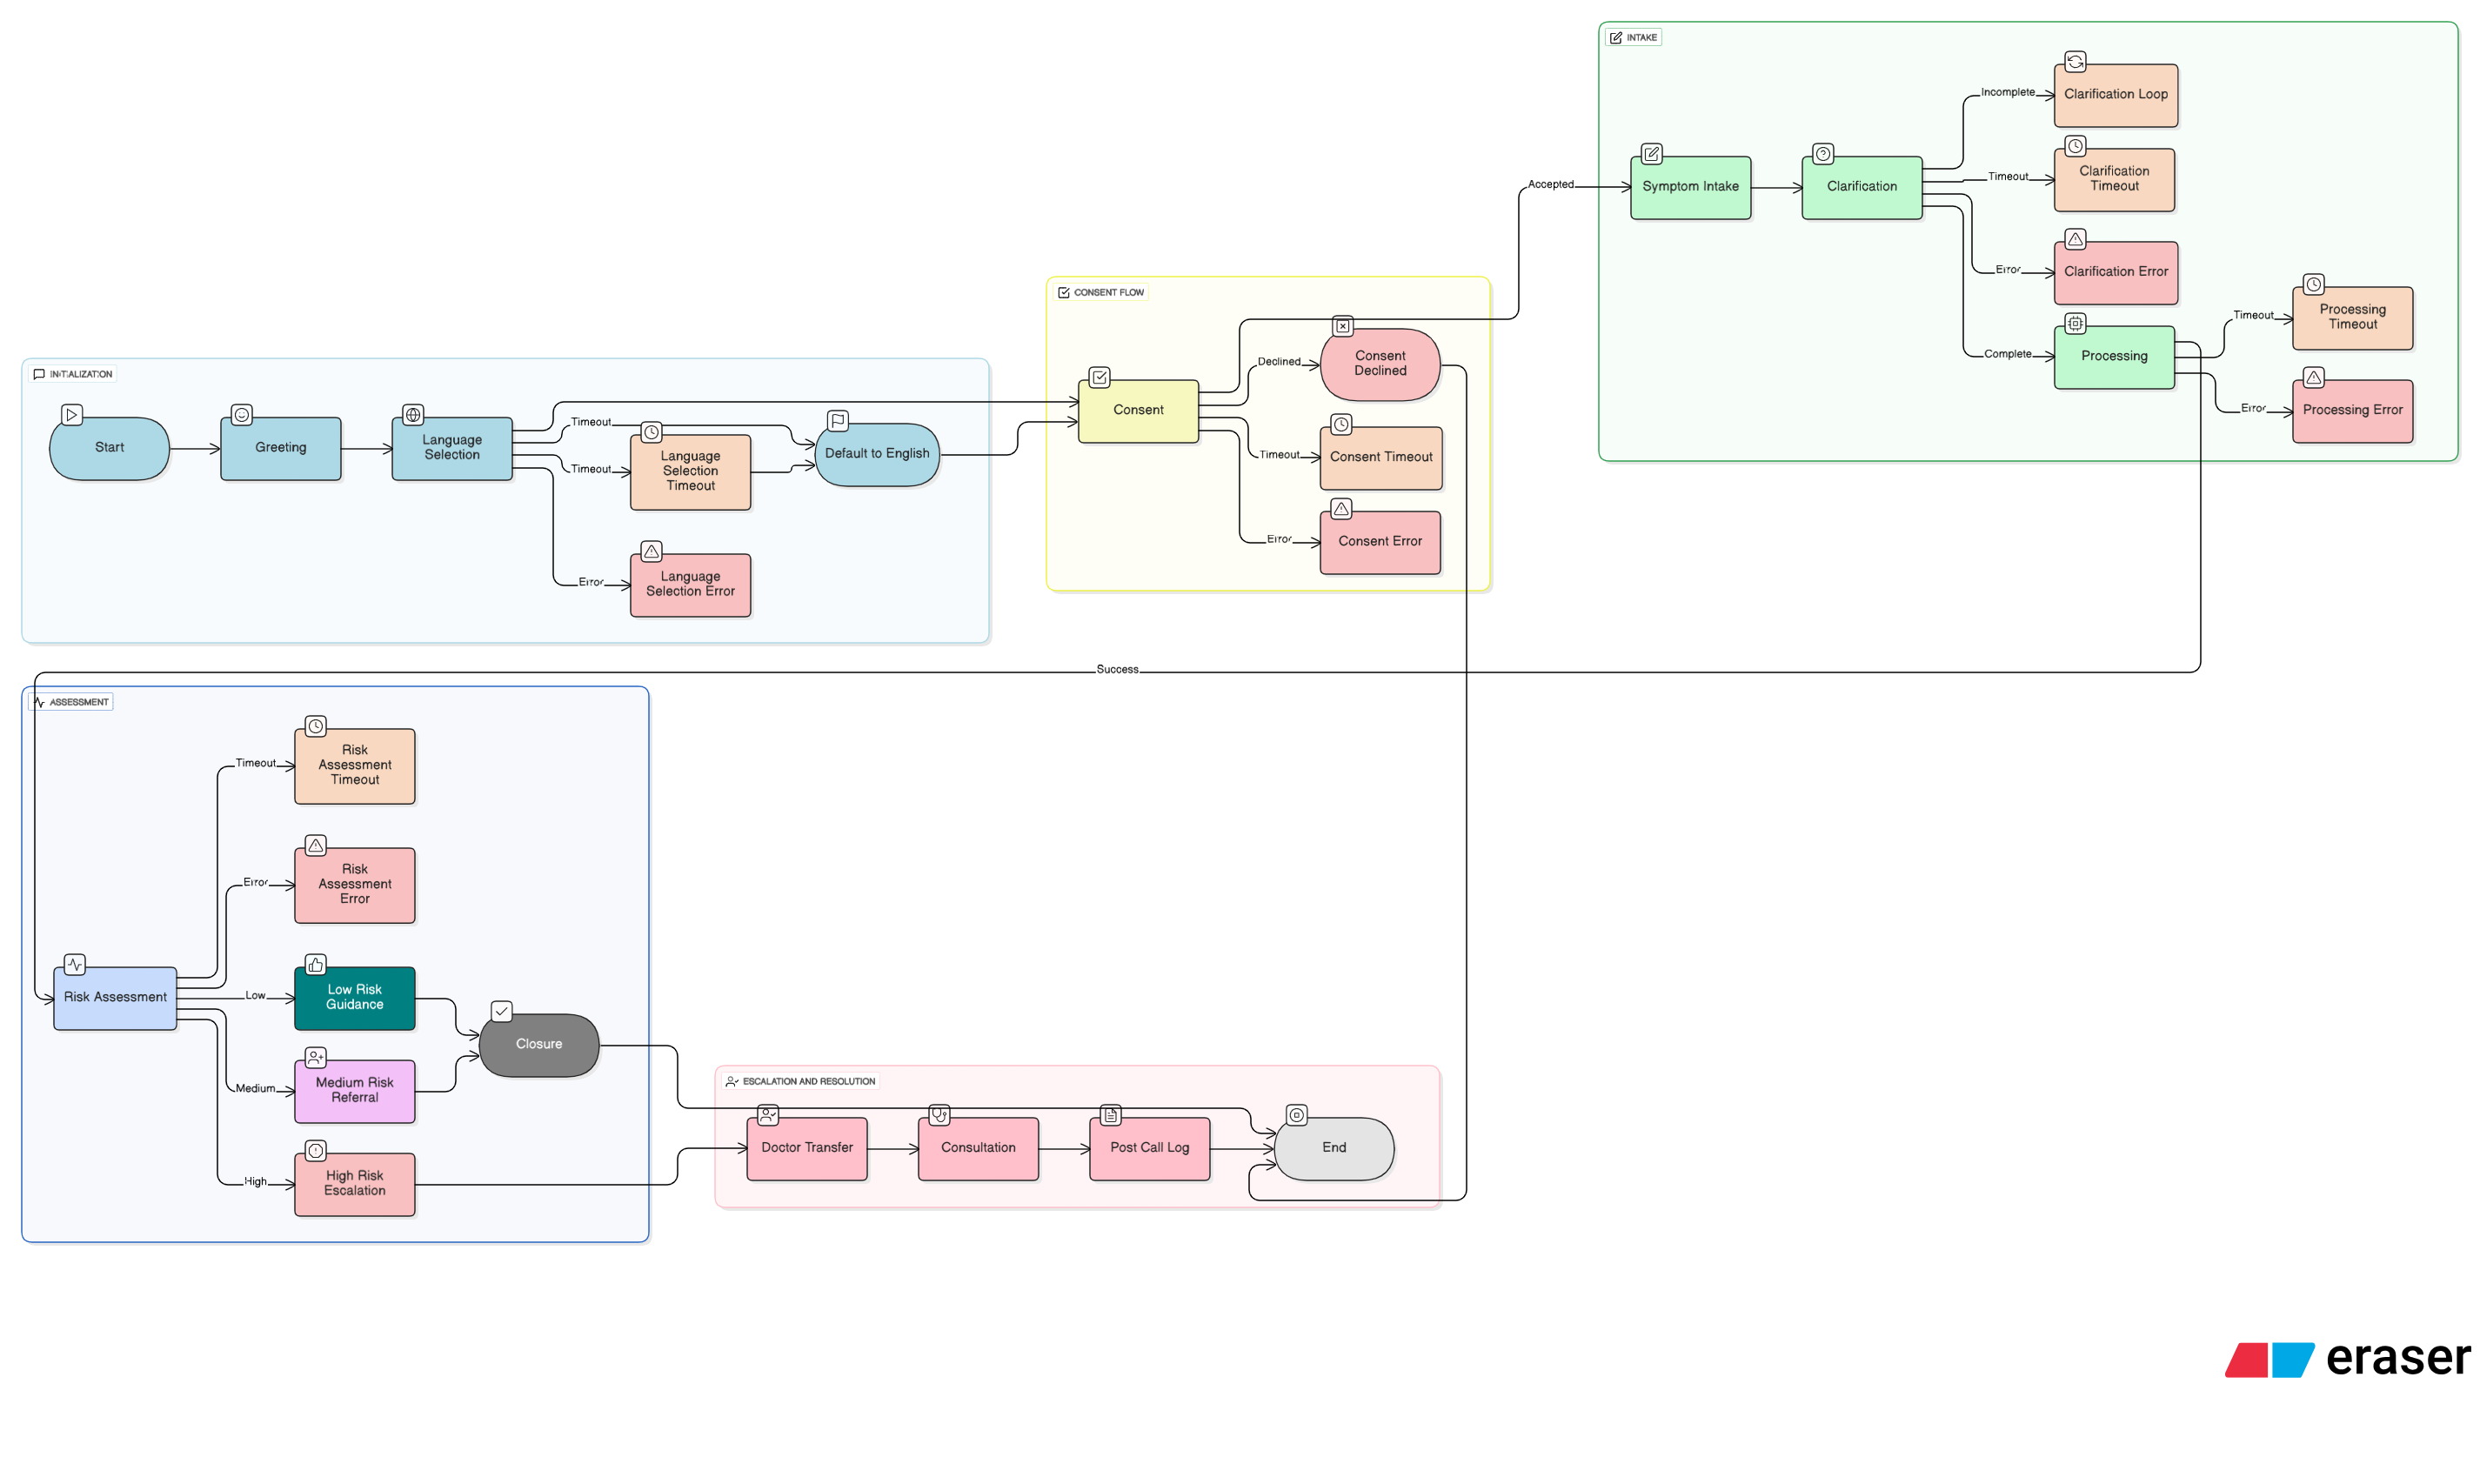 INTAKE
Incomplete
Clarification Loop
Timeout
Clarification
Timeout
Accepted
Symptom Intake
Clarification
Error
Clarification Error
Complete
Processing
Timeout
Processing
Timeout
Error
Processing Error
CONSENT FLOW
Consent
Declined
Consent
Declined
Timeout
Consent Timeout
Error
Consent Error
INITIALIZATION
Start
Greeting
Language
Selection
Timeout
Timeout
Language
Selection
Timeout
Default to English
Error
Language
Selection Error
Success
ASSESSMENT
Timeout
Risk
Assessment
Timeout
Error
Risk
Assessment
Error
Risk Assessment
Low
Low Risk
Guidance
Closure
Medium
Medium Risk
Referral
High
High Risk
Escalation
ESCALATION AND RESOLUTION
Doctor Transfer
Consultation
Post Call Log
End
eraser